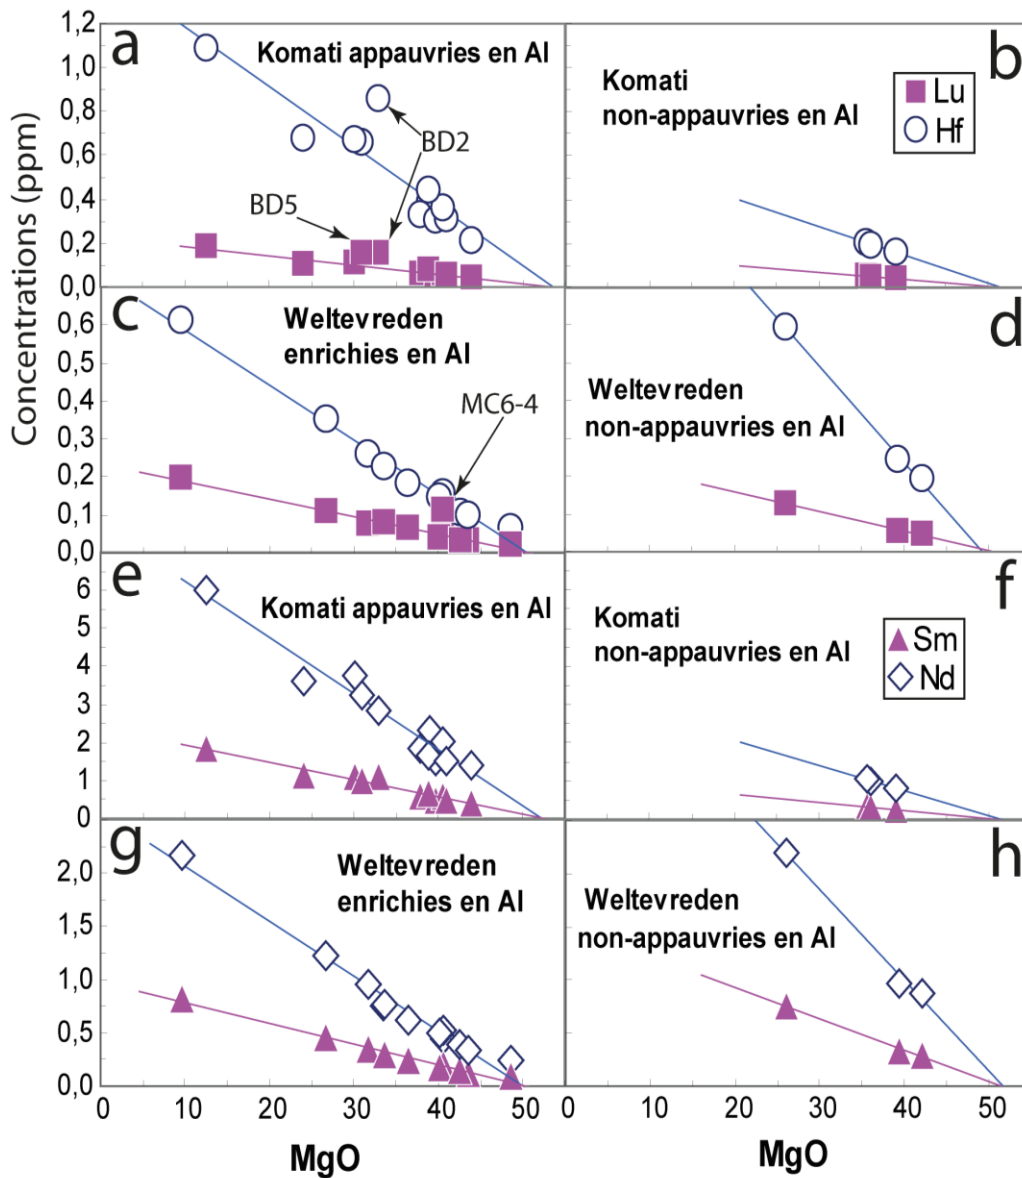 Concentrations (ppm)
a
Komati appauvries en Al
BD2
BD5
1,2
1,0
0,8
0,6
0,4
0,2
0,0
b
Komati
non-appauvries en Al
Lu
Hf
c
Weltevreden
enrichies en Al
MC6-4
0,6
0,5
0,4
0,3
0,2
0,1
0,0
d
Weltevreden
non-appauvries en Al
e
Komati appauvries en Al
6
5
4
3
2
1
0
f
Komati
non-appauvries en Al
Sm
Nd
g
Weltevreden
enrichies en Al
2,0
1,5
1,0
0,5
0,0
h
Weltevreden
non-appauvries en Al
0 10 20 30 40 50
0 10 20 30 40 50
MgO
MgO